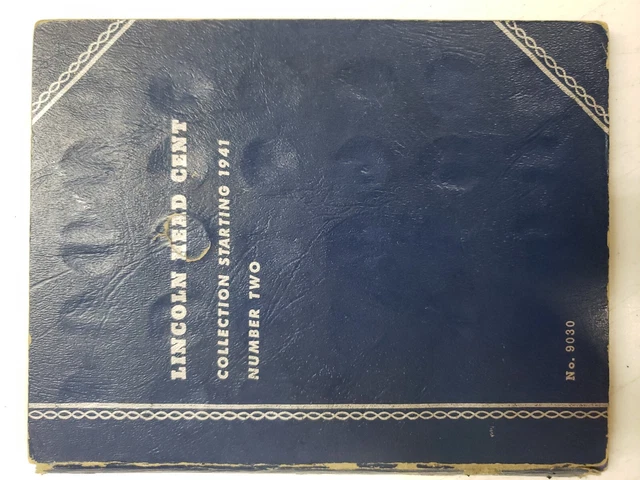 LINCOLN HEAD CENT
COLLECTION STARTING 1941
NUMBER TWO
No. 9030